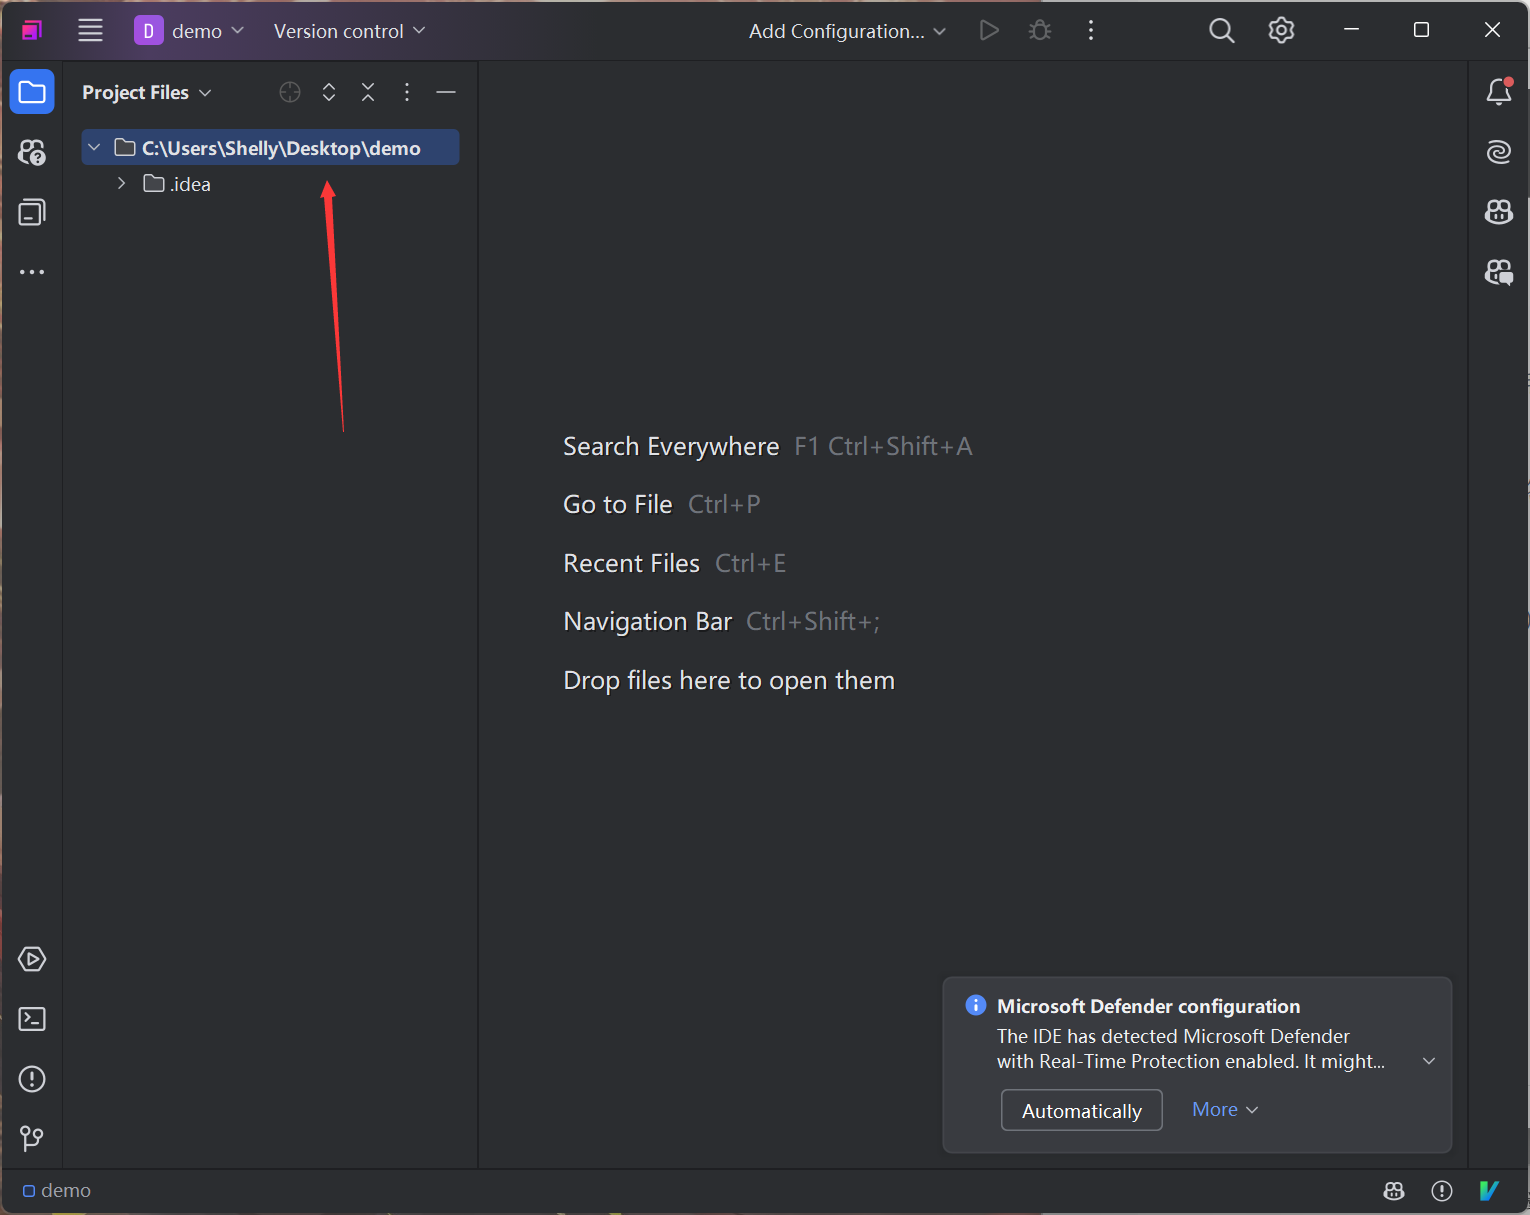 D demo Version control Add Configuration...
Project Files
C:\Users\Shelly\Desktop\demo
.idea
Search Everywhere F1 Ctrl+Shift+A
Go to File Ctrl+P
Recent Files Ctrl+E
Navigation Bar Ctrl+Shift+;
Drop files here to open them
Microsoft Defender configuration
The IDE has detected Microsoft Defender
with Real-Time Protection enabled. It might...
Automatically More
demo